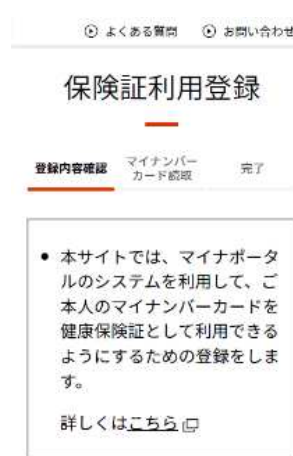 よくある質問 お問い合わせ
保険証利用登録
登録内容確認 マイナンバーカード読取 完了
本サイトでは、マイナポータ
ルのシステムを利用して、ご
本人のマイナンバーカードを
健康保険証として利用できる
ようにするための登録をしま
す。
詳しくはこちら